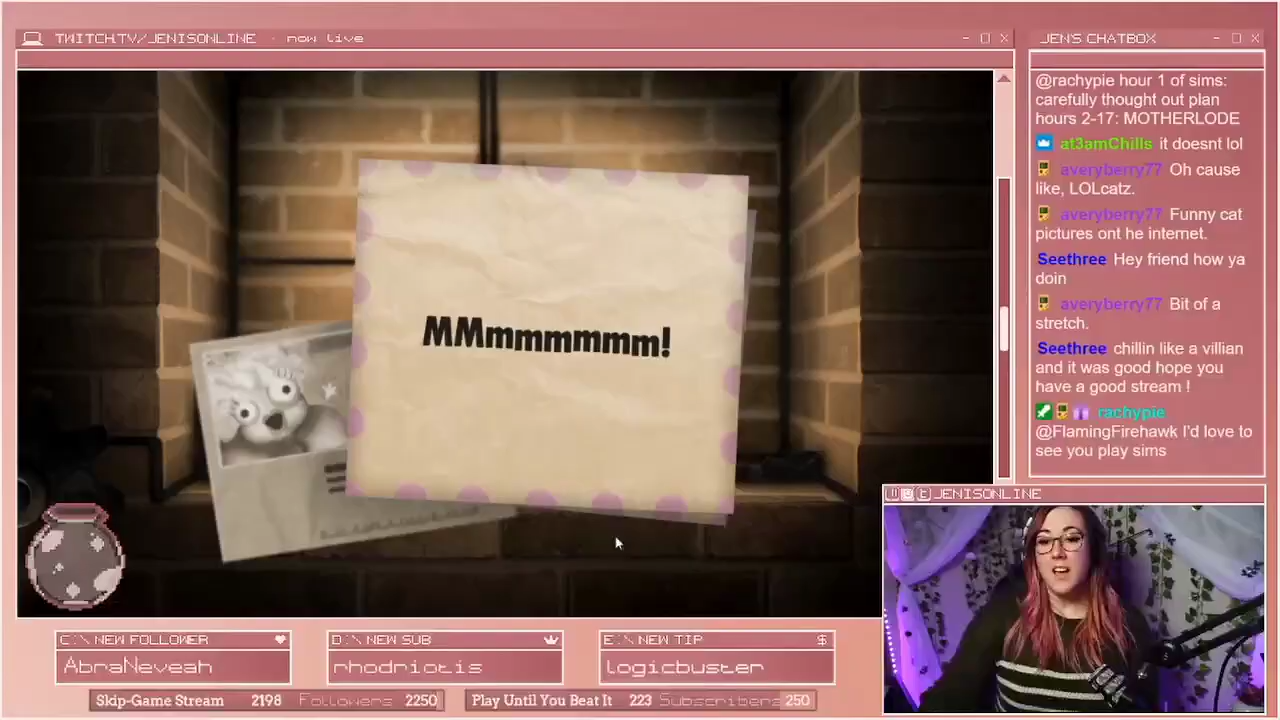 TWITCH.TV/JENISONLINE · now live
JEN'S CHATBOX
@rachypie hour 1 of sims:
carefully thought out plan
hours 2-17: MOTHERLODE
at3amChills it doesnt lol
averyberry77 Oh cause
like, LOLcatz.
averyberry77 Funny cat
pictures ont he internet.
Seethree Hey friend how ya
doin
averyberry77 Bit of a
stretch.
Seethree chillin like a villian
and it was good hope you
have a good stream !
rachypie
@FlamingFirehawk I'd love to
see you play sims
MMmmmmmm!
JENISONLINE
C:\ NEW FOLLOWER
AbraNeveah
D:\ NEW SUB
rhodriotis
E:\ NEW TIP $
logicbuster
Skip-Game Stream 2198 Followers 2250
Play Until You Beat It 223 Subscribers 250